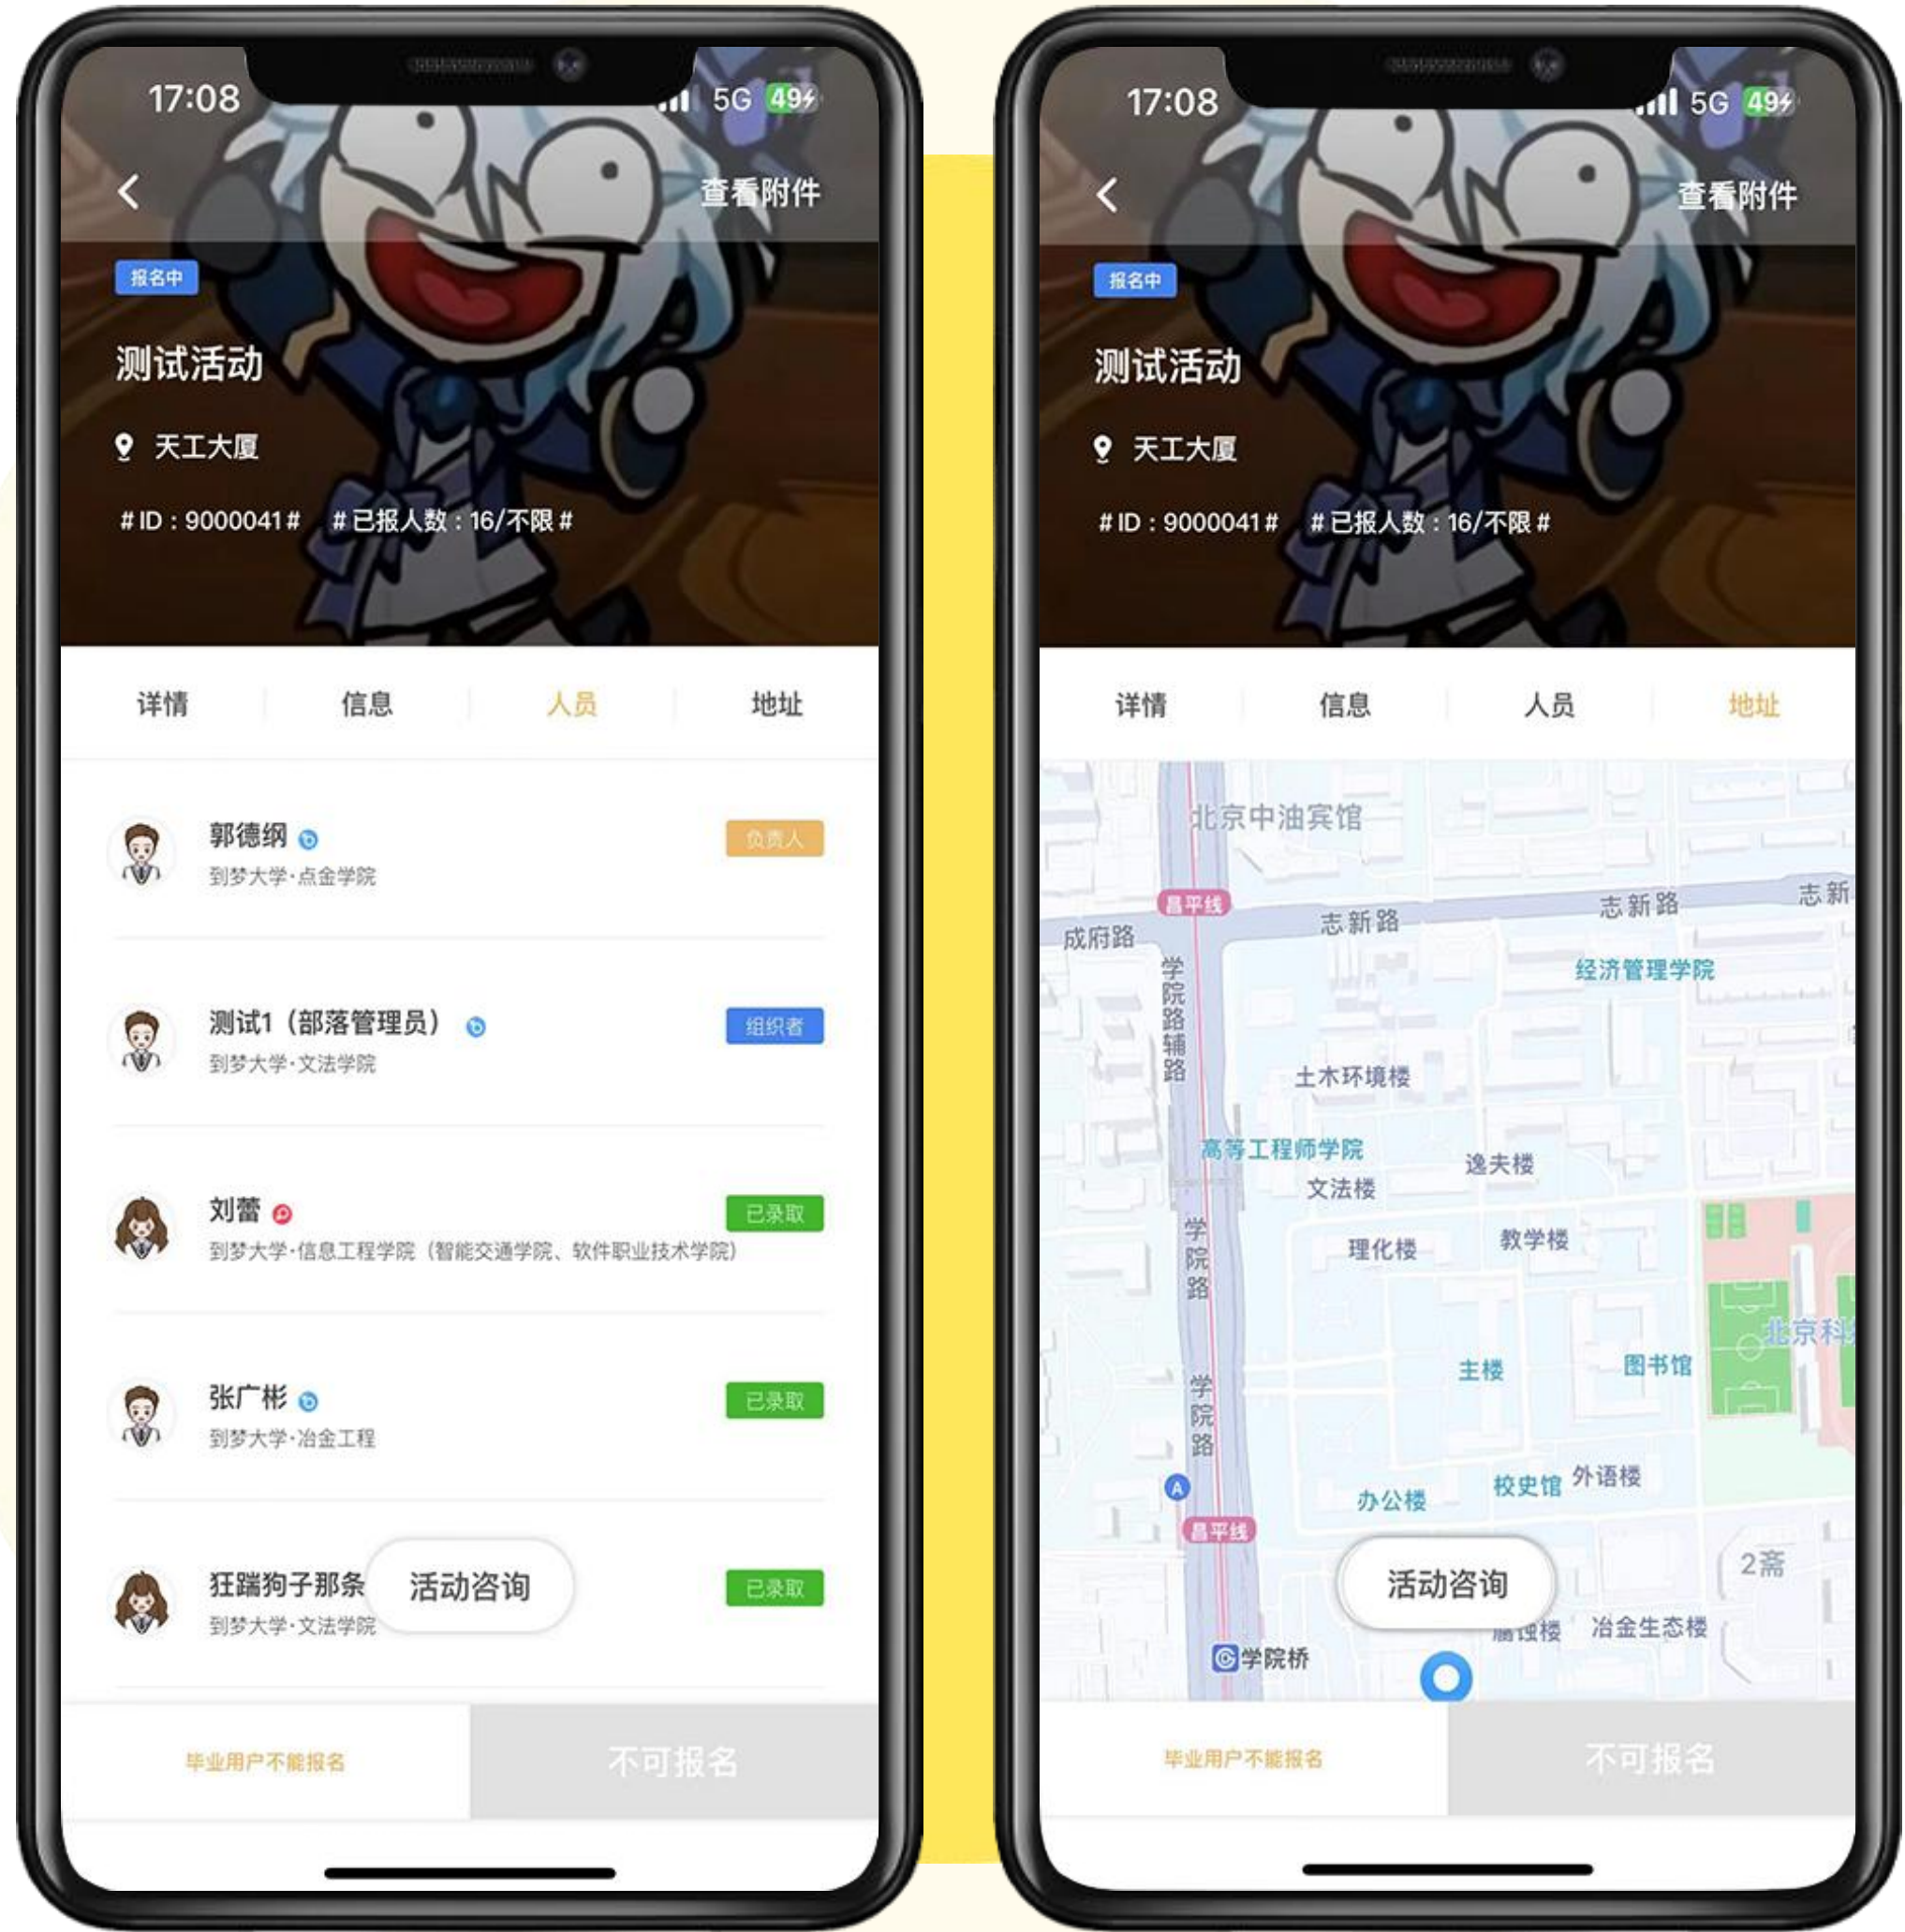 17:08
5G 49
查看附件
报名中
测试活动
天工大厦
#ID：9000041# #已报人数：16/不限#
详情 信息 人员 地址
郭德纲
负责人
到梦大学·点金学院
测试1（部落管理员）
组织者
到梦大学·文法学院
刘蕾
已录取
到梦大学·信息工程学院（智能交通学院、软件职业技术学院）
张广彬
已录取
到梦大学·冶金工程
狂踹狗子那条
活动咨询
已录取
到梦大学·文法学院
毕业用户不能报名
不可报名
17:08
5G 49
查看附件
报名中
测试活动
天工大厦
#ID：9000041# #已报人数：16/不限#
详情 信息 人员 地址
北京中油宾馆
昌平线
成府路
志新路
志新路
志新
经济管理学院
学院路辅路
土木环境楼
高等工程师学院
文法楼
逸夫楼
学院路
理化楼
教学楼
北京科
主楼
图书馆
学院路
A
办公楼
校史馆
外语楼
昌平线
活动咨询
2斋
腐蚀楼
冶金生态楼
学院桥
毕业用户不能报名
不可报名